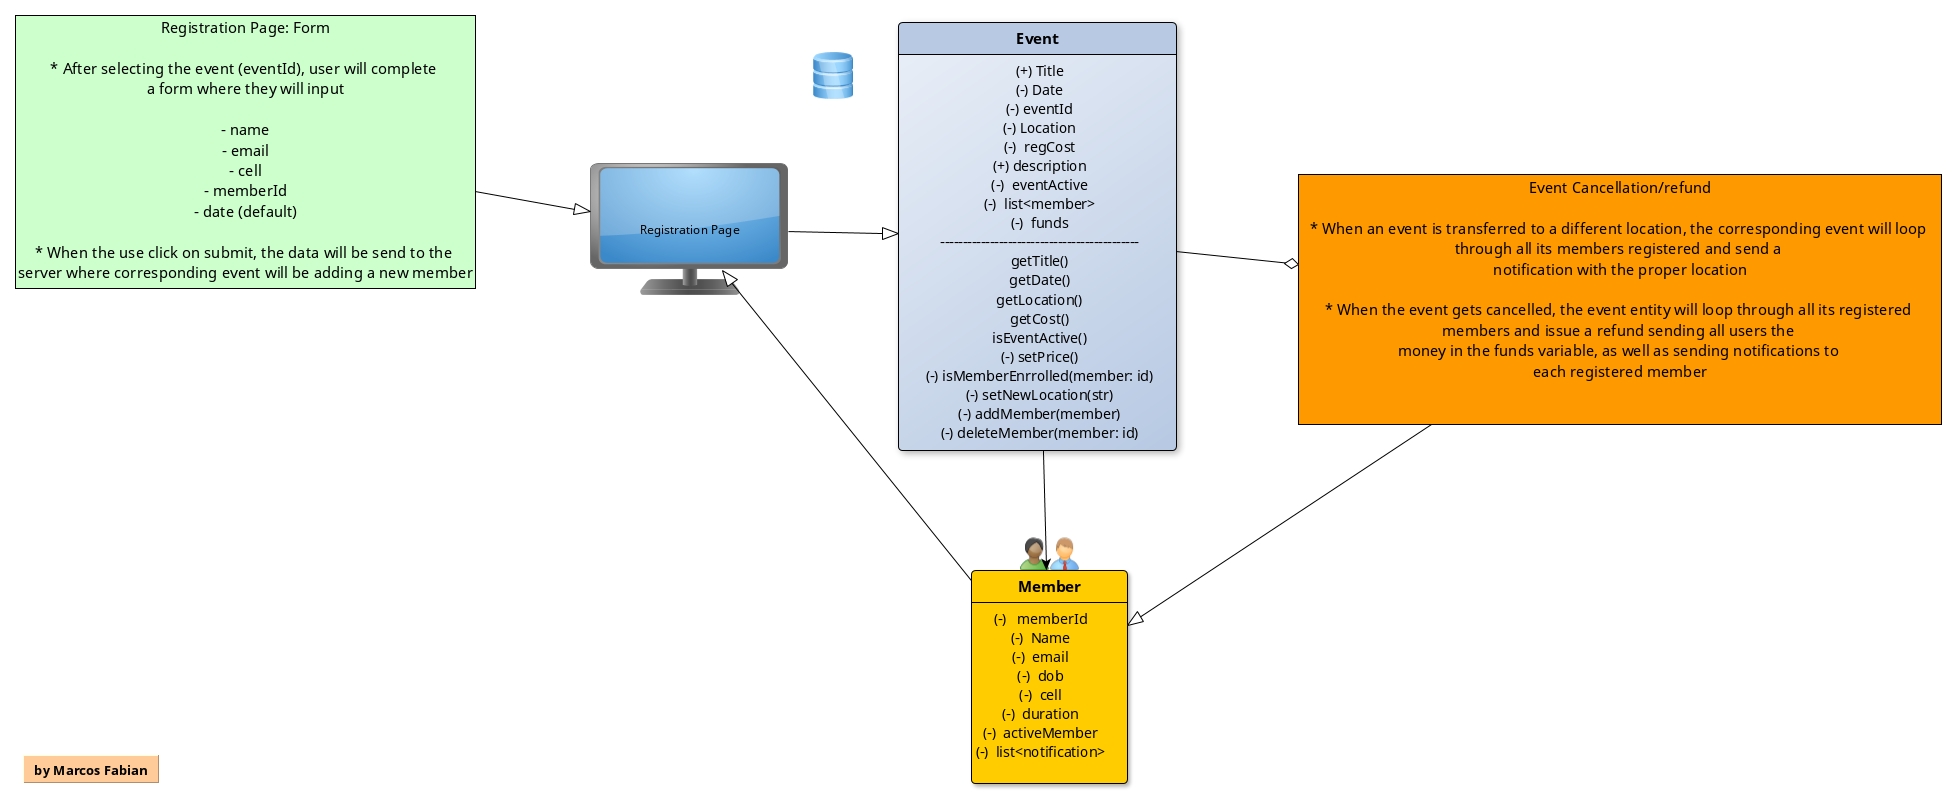 Registration Page: Form
* After selecting the event (eventId), user will complete
a form where they will input
- name
- email
- cell
- memberId
- date (default)
* When the use click on submit, the data will be send to the
server where corresponding event will be adding a new member
Registration Page
Event
(+) Title
(-) Date
(-) eventId
(-) Location
(-) regCost
(+) description
(-) eventActive
(-) list<member>
(-) funds
----------------------------------------
getTitle()
getDate()
getLocation()
getCost()
isEventActive()
(-) setPrice()
(-) isMemberEnrrolled(member: id)
(-) setNewLocation(str)
(-) addMember(member)
(-) deleteMember(member: id)
Event Cancellation/refund
* When an event is transferred to a different location, the corresponding event will loop
through all its members registered and send a
notification with the proper location
* When the event gets cancelled, the event entity will loop through all its registered
members and issue a refund sending all users the
money in the funds variable, as well as sending notifications to
each registered member
Member
(-) memberId
(-) Name
(-) email
(-) dob
(-) cell
(-) duration
(-) activeMember
(-) list<notification>
by Marcos Fabian